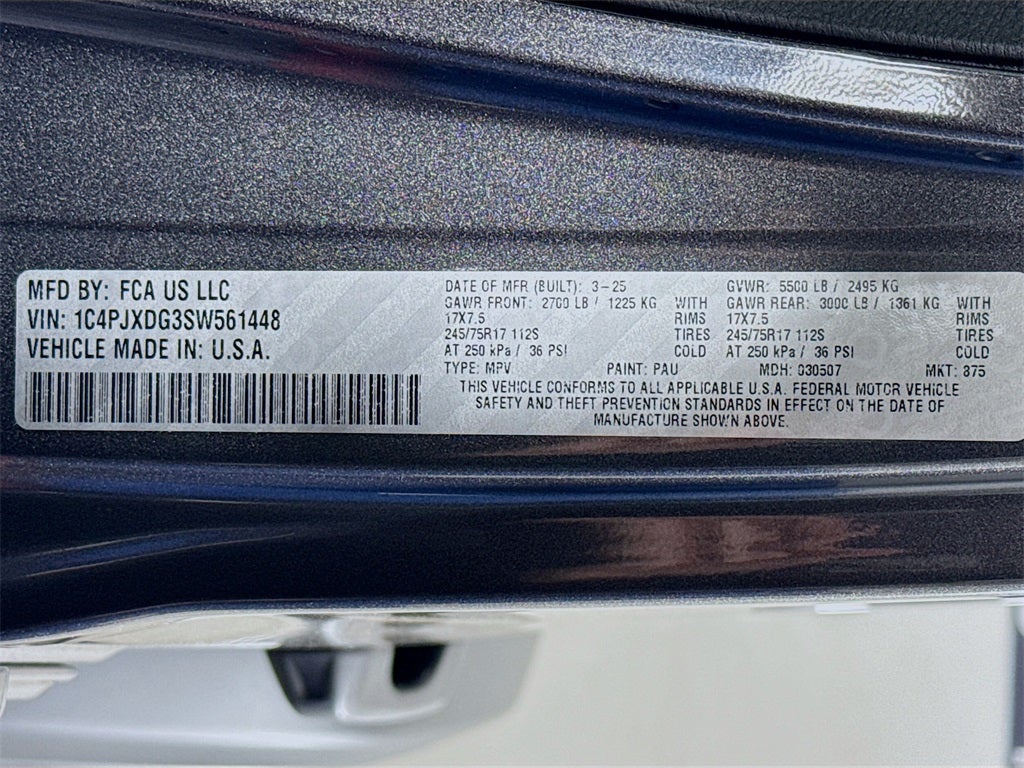 MFD BY: FCA US LLC
VIN: 1C4PJXDG3SW561448
VEHICLE MADE IN: U.S.A.
DATE OF MFR (BUILT): 3-25 GVWR: 5500 LB / 2495 KG
GAWR FRONT: 2700 LB / 1225 KG WITH GAWR REAR: 3000 LB / 1361 KG WITH
17X7.5 RIMS 17X7.5 RIMS
245/75R17 112S TIRES 245/75R17 112S TIRES
AT 250 kPa / 36 PSI COLD AT 250 kPa / 36 PSI COLD
TYPE: MPV PAINT: PAU MDH: 030507 MKT: 875
THIS VEHICLE CONFORMS TO ALL APPLICABLE U.S.A. FEDERAL MOTOR VEHICLE
SAFETY AND THEFT PREVENTION STANDARDS IN EFFECT ON THE DATE OF
MANUFACTURE SHOWN ABOVE.